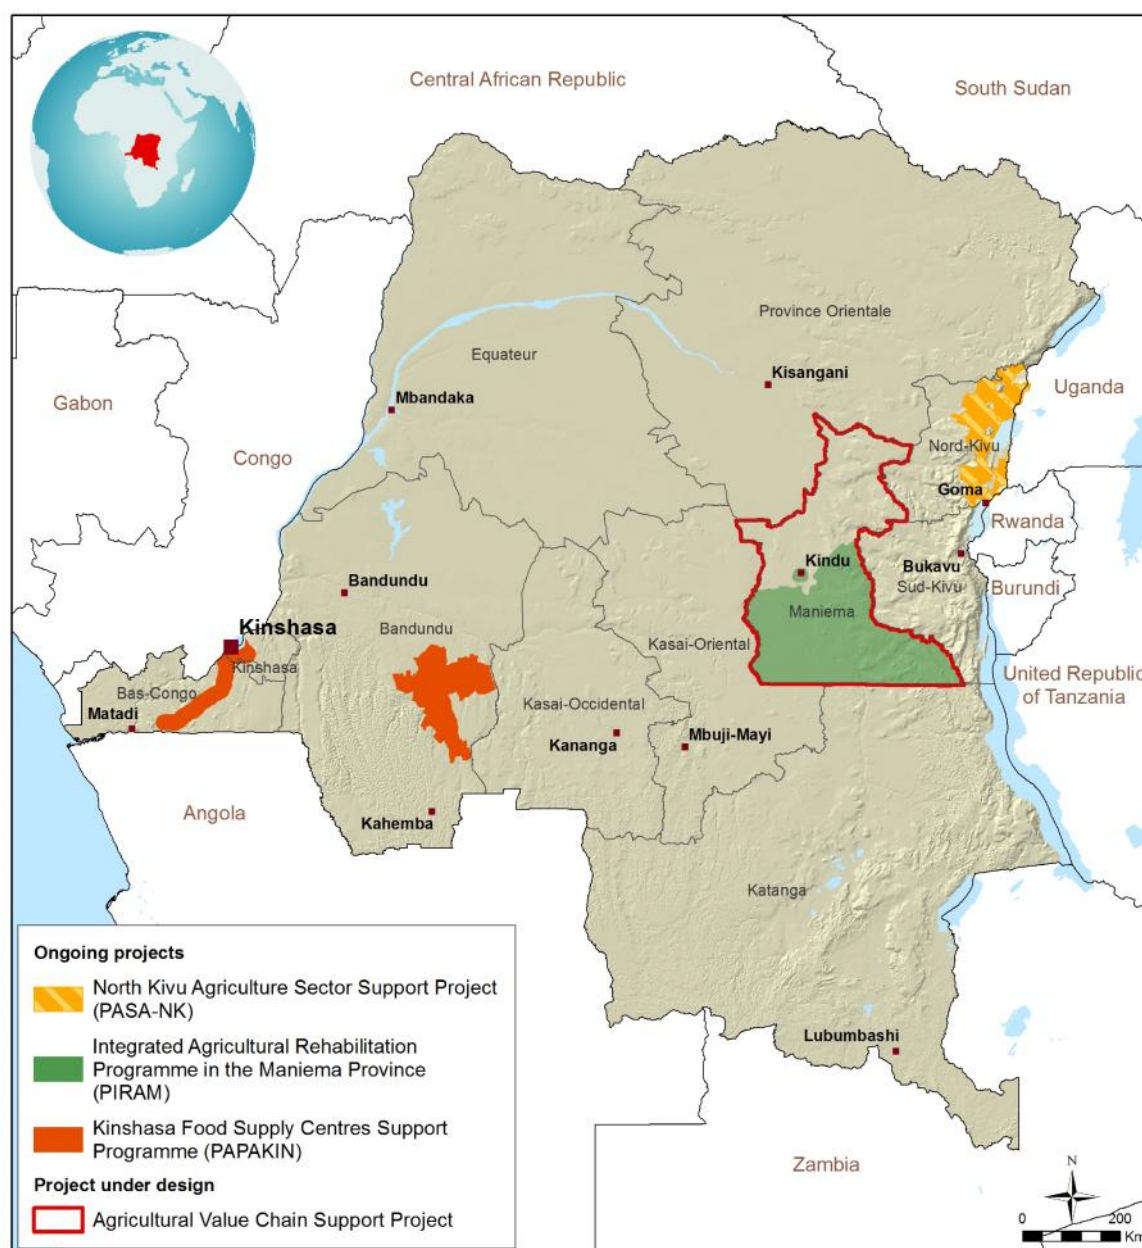 Central African Republic
South Sudan
Province Orientale
Equateur
Kisangani
Mbandaka
Gabon
Uganda
Congo
Nord-Kivu
Goma
Rwanda
Kindu
Bukavu
Bandundu
Sud-Kivu
Burundi
Maniema
Kinshasa
Bandundu
Kasai-Oriental
Kinshasa
United Republic
of Tanzania
Bas-Congo
Kasai-Occidental
Matadi
Kananga
Mbuji-Mayi
Angola
Kahemba
Katanga
Lubumbashi
Zambia
Ongoing projects
North Kivu Agriculture Sector Support Project
(PASA-NK)
Integrated Agricultural Rehabilitation
Programme in the Maniema Province
(PIRAM)
Kinshasa Food Supply Centres Support
Programme (PAPAKIN)
Project under design
Agricultural Value Chain Support Project
N
0 200